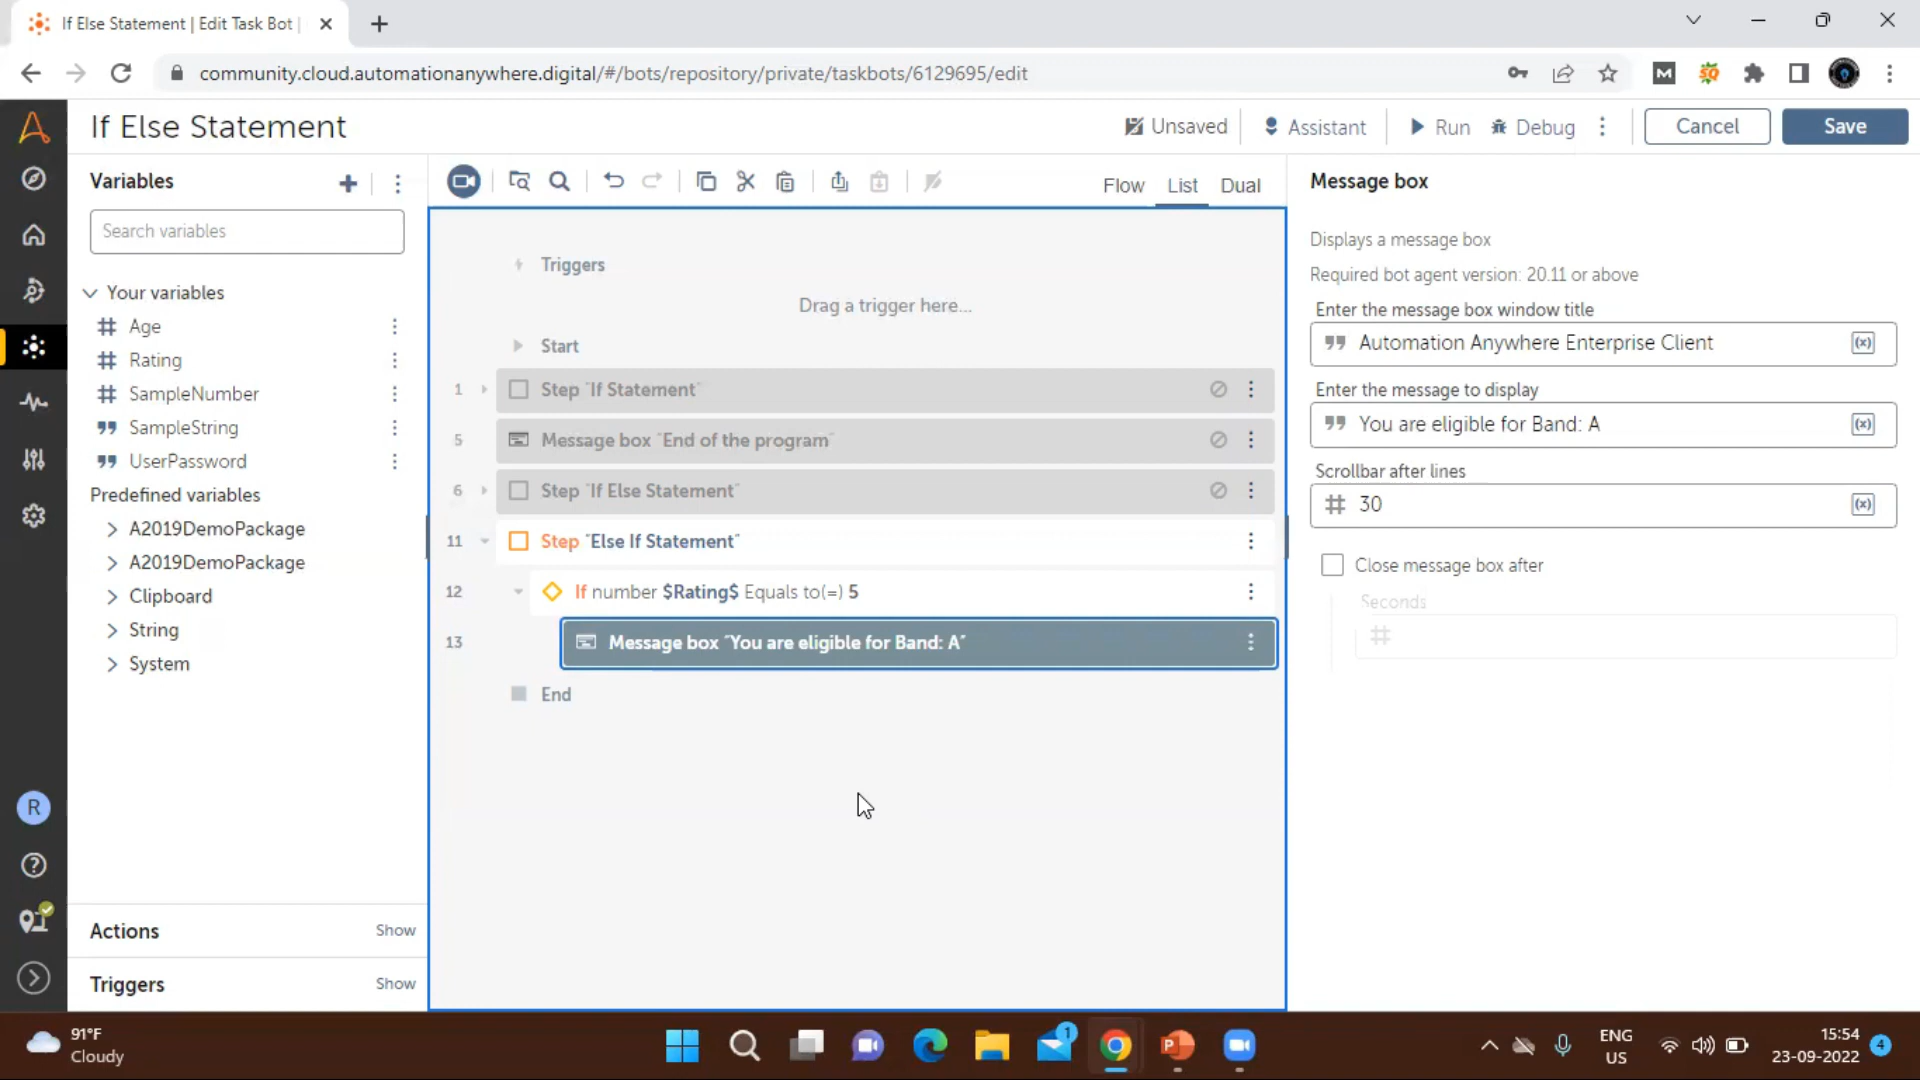 If Else Statement | Edit Task Bot |
community.cloud.automationanywhere.digital/#/bots/repository/private/taskbots/6129695/edit
M
SQ
If Else Statement
Unsaved
Assistant
Run
Debug
Cancel
Save
Variables
Search variables
Your variables
Age
Rating
SampleNumber
SampleString
UserPassword
Predefined variables
A2019DemoPackage
A2019DemoPackage
Clipboard
String
System
Actions Show
Triggers Show
R
Flow List Dual
Triggers
Drag a trigger here...
Start
1 Step "If Statement"
5 Message box "End of the program"
6 Step "If Else Statement"
11 Step "Else If Statement"
12 If number $Rating$ Equals to(=) 5
13 Message box "You are eligible for Band: A"
End
Message box
Displays a message box
Required bot agent version: 20.11 or above
Enter the message box window title
Automation Anywhere Enterprise Client
(x)
Enter the message to display
You are eligible for Band: A
(x)
Scrollbar after lines
30
(x)
Close message box after
Seconds
91°F
Cloudy
1
P
ENG
US
15:54
23-09-2022
4